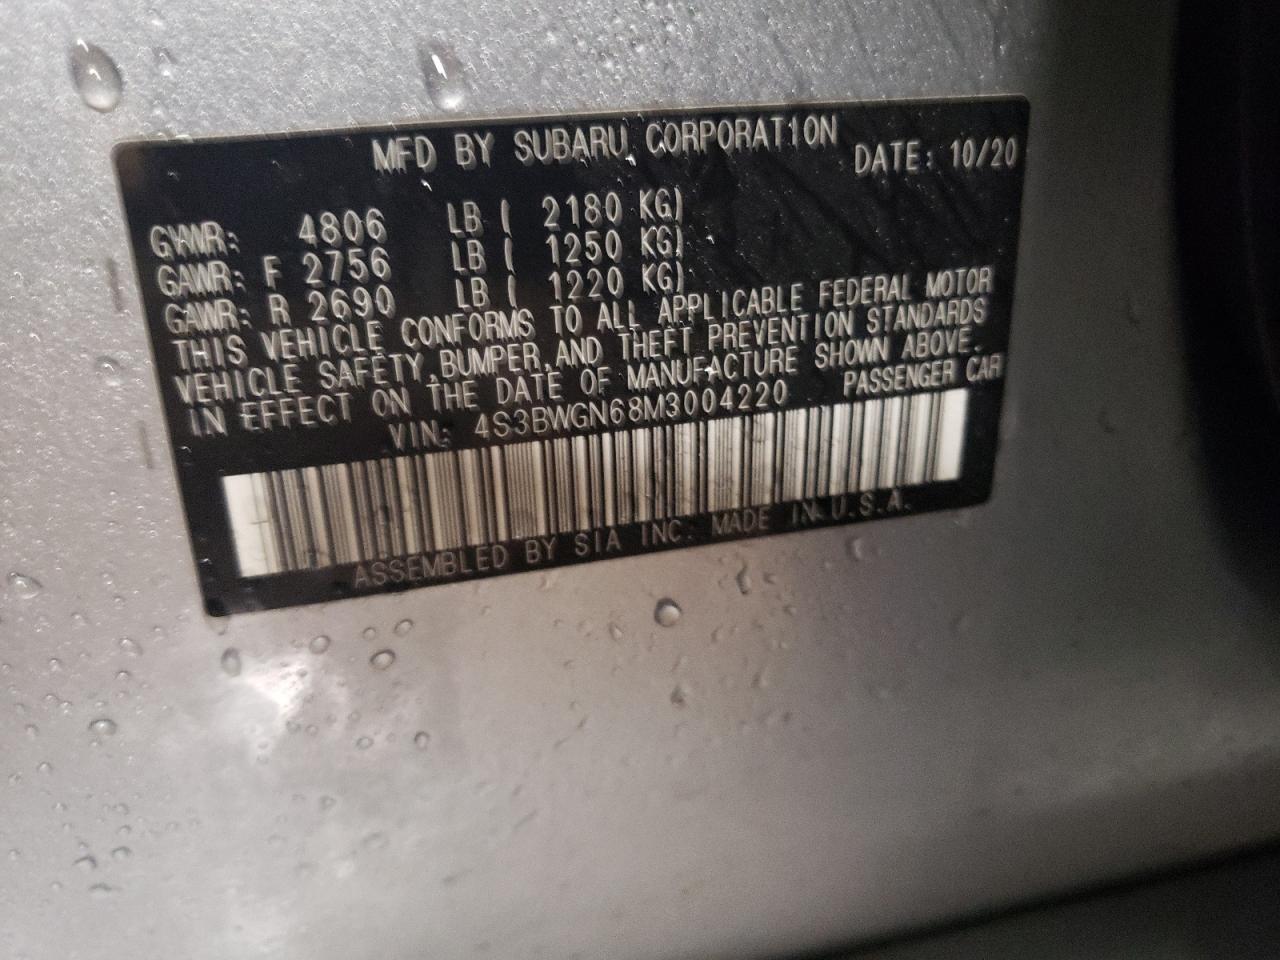 MFD BY SUBARU CORPORATION DATE: 10/20
GVWR: 4806 LB ( 2180 KG)
GAWR: F 2756 LB ( 1250 KG)
GAWR: R 2690 LB ( 1220 KG)
THIS VEHICLE CONFORMS TO ALL APPLICABLE FEDERAL MOTOR
VEHICLE SAFETY,BUMPER,AND THEFT PREVENTION STANDARDS
IN EFFECT ON THE DATE OF MANUFACTURE SHOWN ABOVE.
VIN: 4S3BWGN68M3004220 PASSENGER CAR
ASSEMBLED BY SIA INC. MADE IN U.S.A.